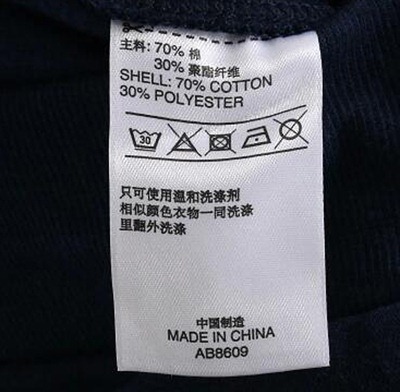 主料: 70% 棉
30% 聚酯纤维
SHELL: 70% COTTON
30% POLYESTER
30
只可使用温和洗涤剂
相似颜色衣物一同洗涤
里翻外洗涤
中国制造
MADE IN CHINA
AB8609